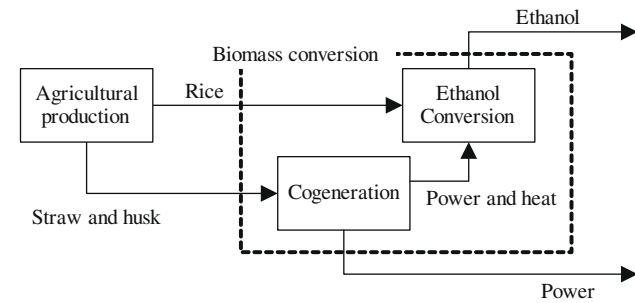 Ethanol
Biomass conversion
Agricultural
production
Rice
Ethanol
Conversion
Cogeneration
Power and heat
Straw and husk
Power